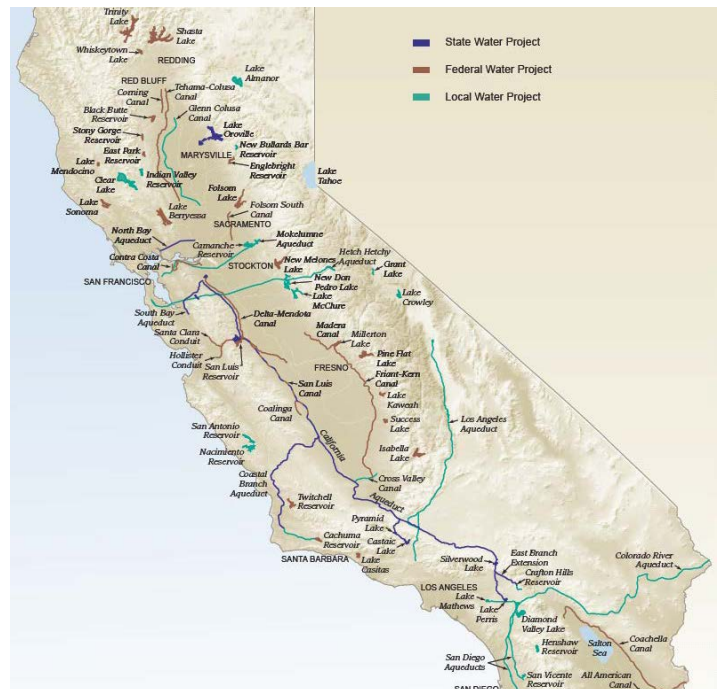 Trinity
Lake
Shasta
Lake
Whiskeytown
Lake
REDDING
State Water Project
Federal Water Project
Local Water Project
RED BLUFF
Tehama-Colusa
Canal
Corning
Canal
Lake
Almanor
Black Butte
Reservoir
Glenn Colusa
Canal
Stony Gorge
Reservoir
Lake
Oroville
East Park
Reservoir
MARYSVILLE
New Bullards Bar
Reservoir
Lake
Mendocino
Englebright
Reservoir
Clear
Lake
Indian Valley
Reservoir
Lake
Tahoe
Folsom
Lake
Lake
Sonoma
Lake
Berryessa
Folsom South
Canal
SACRAMENTO
North Bay
Aqueduct
Camanche
Reservoir
Mokelumne
Aqueduct
Contra Costa
Canal
STOCKTON
New Melones
Lake
Hetch Hetchy
Aqueduct
Grant
Lake
SAN FRANCISCO
New Don
Pedro Lake
Lake
McClure
Lake
Crowley
South Bay
Aqueduct
Delta-Mendota
Canal
Santa Clara
Conduit
Madera
Canal
Millerton
Lake
Hollister
Conduit
San Luis
Reservoir
Pine Flat
Lake
FRESNO
San Luis
Canal
Friant-Kern
Canal
Lake
Kaweah
Coalinga
Canal
Success
Lake
Los Angeles
Aqueduct
San Antonio
Reservoir
California
Aqueduct
Isabella
Lake
Nacimiento
Reservoir
Coastal
Branch
Aqueduct
Cross Valley
Canal
Twitchell
Reservoir
Pyramid
Lake
Cachuma
Reservoir
Castaic
Lake
SANTA BARBARA
Lake
Casitas
Silverwood
Lake
East Branch
Extension
Crafton Hills
Reservoir
Colorado River
Aqueduct
LOS ANGELES
Lake
Mathews
Lake
Perris
Diamond
Valley Lake
Henshaw
Reservoir
Salton
Sea
Coachella
Canal
San Diego
Aqueducts
San Vicente
Reservoir
All American
Canal
SAN DIEGO